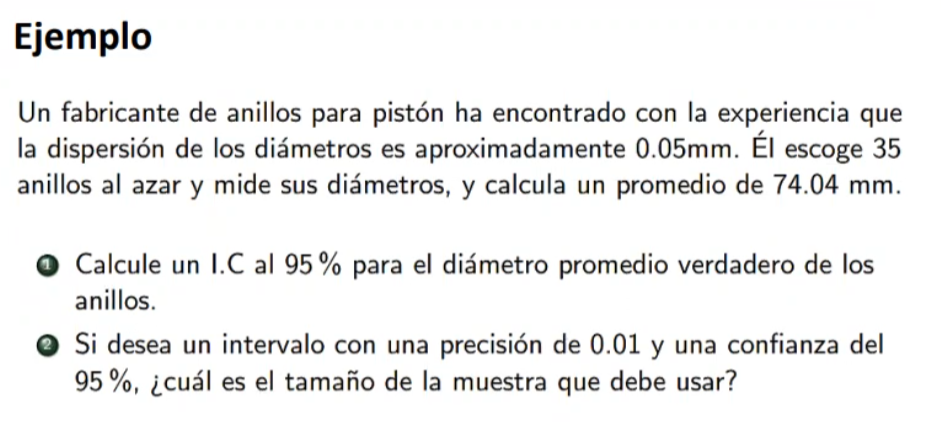 Ejemplo
Un fabricante de anillos para pistón ha encontrado con la experiencia que
la dispersión de los diámetros es aproximadamente 0.05mm. Él escoge 35
anillos al azar y mide sus diámetros, y calcula un promedio de 74.04 mm.
1 Calcule un I.C al 95 % para el diámetro promedio verdadero de los
anillos.
2 Si desea un intervalo con una precisión de 0.01 y una confianza del
95 %, ¿cuál es el tamaño de la muestra que debe usar?